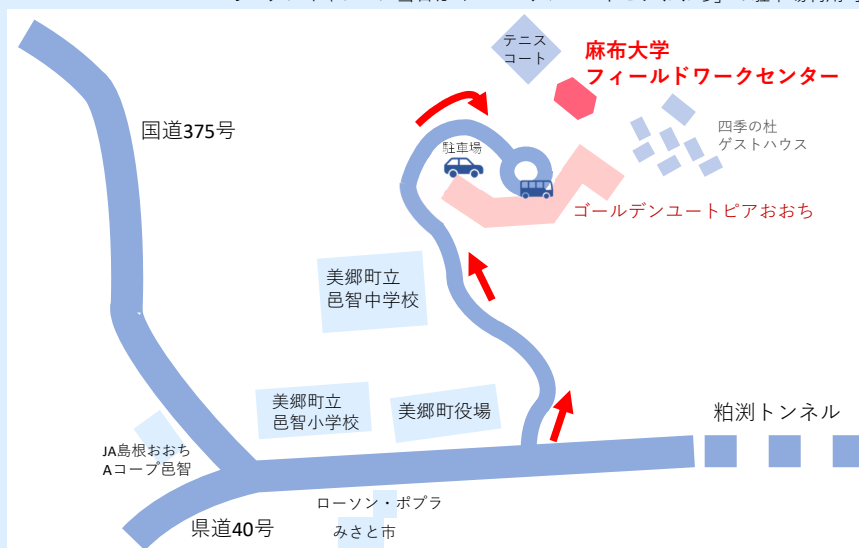 テニス
コート
麻布大学
フィールドワークセンター
国道375号
四季の杜
ゲストハウス
駐車場
ゴールデンユートピアおおち
美郷町立
邑智中学校
美郷町立
邑智小学校
美郷町役場
粕渕トンネル
JA島根おおち
Aコープ邑智
ローソン・ポプラ
県道40号
みさと市